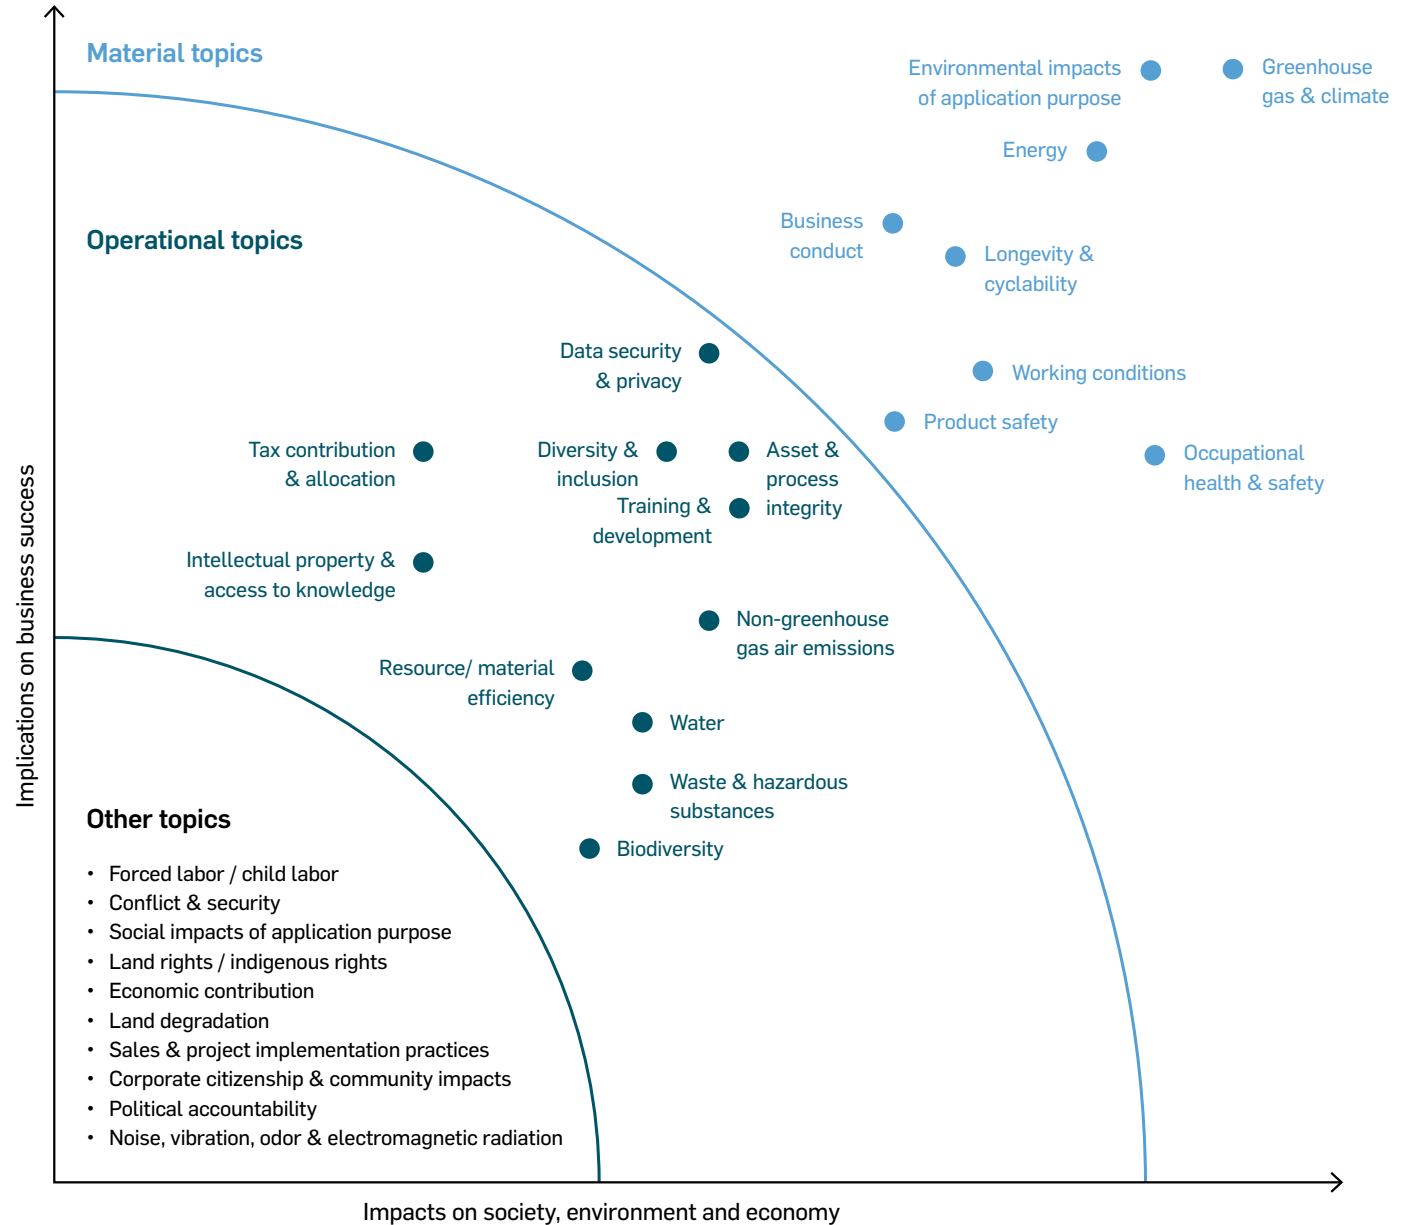 Material topics
Environmental impacts
of application purpose
Greenhouse
gas & climate
Energy
Business
conduct
Longevity &
cyclability
Operational topics
Data security
& privacy
Working conditions
Product safety
Occupational
health & safety
Tax contribution
& allocation
Diversity &
inclusion
Asset &
process
integrity
Training &
development
Intellectual property &
access to knowledge
Non-greenhouse
gas air emissions
Resource/ material
efficiency
Water
Waste & hazardous
substances
Biodiversity
Other topics
• Forced labor / child labor
• Conflict & security
• Social impacts of application purpose
• Land rights / indigenous rights
• Economic contribution
• Land degradation
• Sales & project implementation practices
• Corporate citizenship & community impacts
• Political accountability
• Noise, vibration, odor & electromagnetic radiation
Implications on business success
Impacts on society, environment and economy